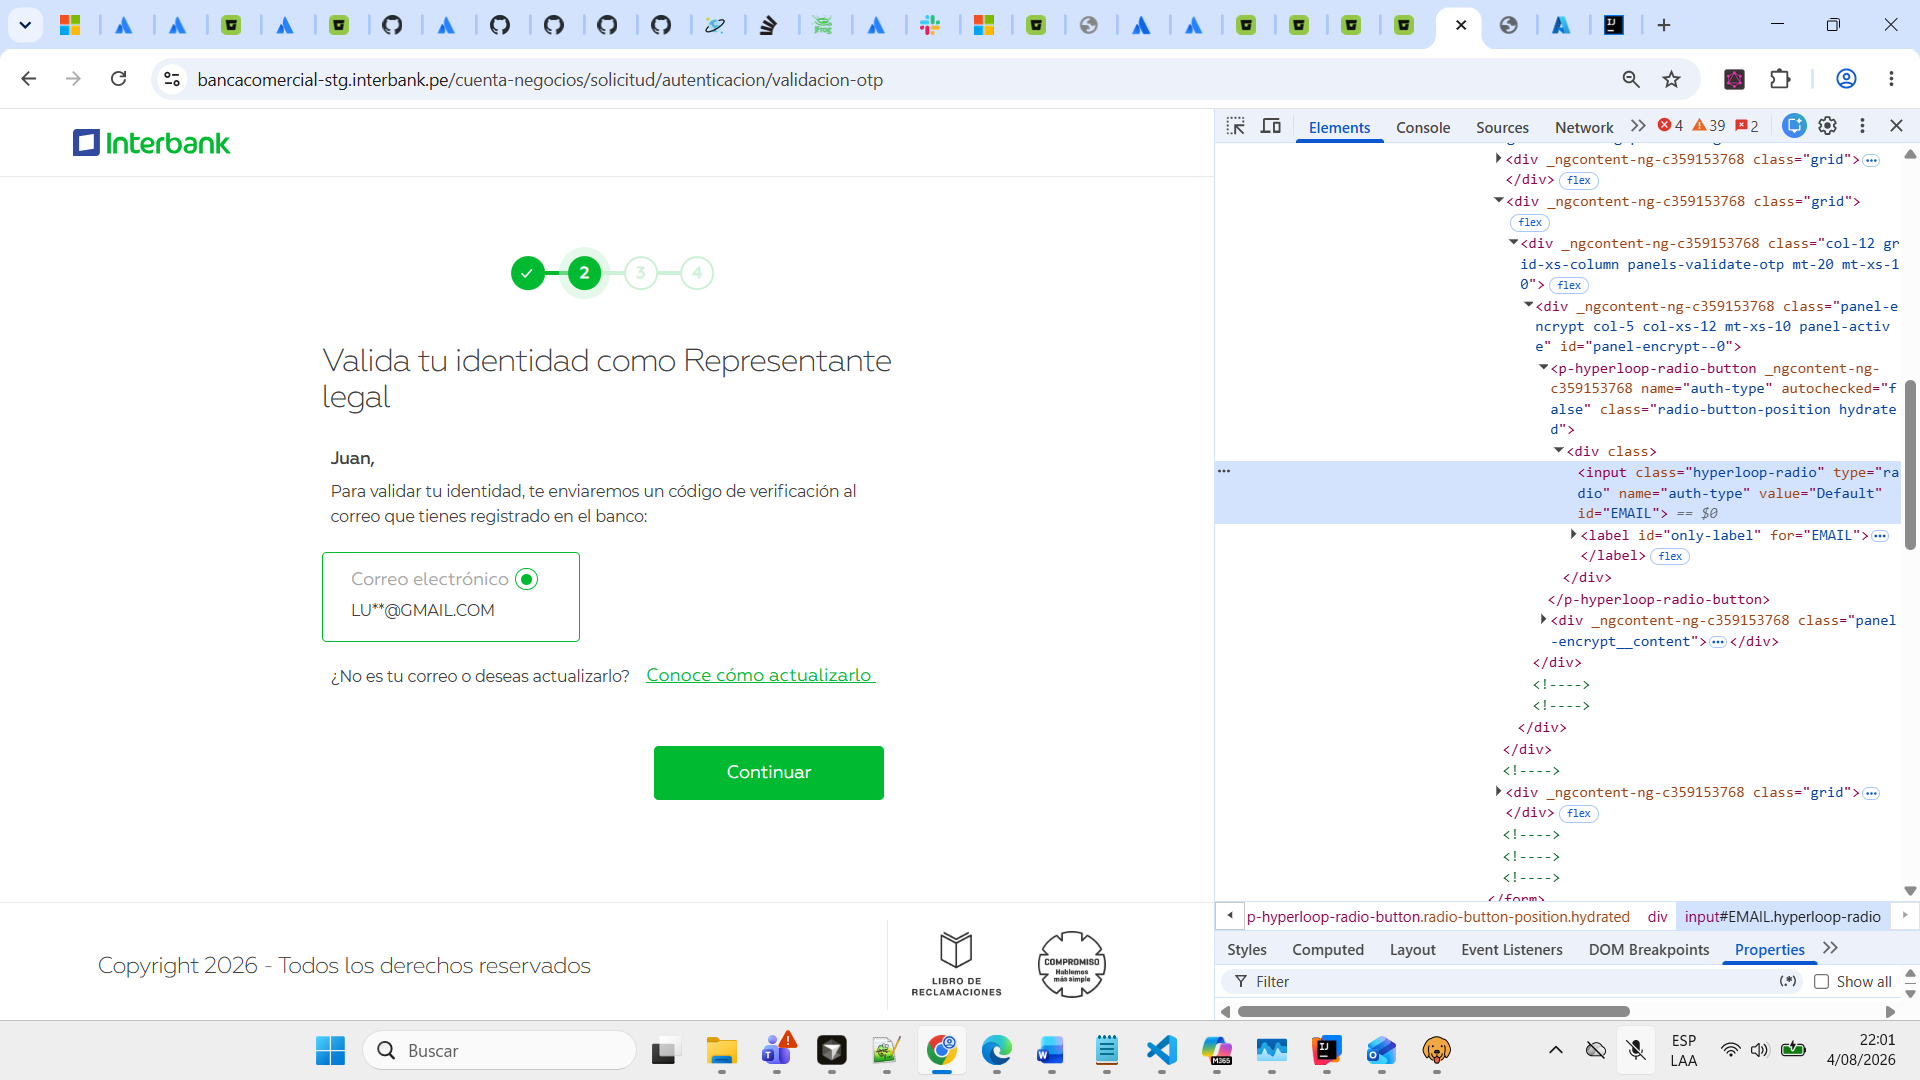 bancacomercial-stg.interbank.pe/cuenta-negocios/solicitud/autenticacion/validacion-otp
Interbank
2
3
4
Valida tu identidad como Representante
legal
Juan,
Para validar tu identidad, te enviaremos un código de verificación al
correo que tienes registrado en el banco:
Correo electrónico
LU**@GMAIL.COM
¿No es tu correo o deseas actualizarlo? Conoce cómo actualizarlo
Continuar
Copyright 2026 - Todos los derechos reservados
LIBRO DE
RECLAMACIONES
COMPROMISO
Hablemos
más simple
Elements Console Sources Network 4 39 2
<div _ngcontent-ng-c359153768 class="grid">
</div> flex
<div _ngcontent-ng-c359153768 class="grid">
flex
<div _ngcontent-ng-c359153768 class="col-12 gr
id-xs-column panels-validate-otp mt-20 mt-xs-1
0"> flex
<div _ngcontent-ng-c359153768 class="panel-e
ncrypt col-5 col-xs-12 mt-xs-10 panel-activ
e" id="panel-encrypt--0">
<p-hyperloop-radio-button _ngcontent-ng-
c359153768 name="auth-type" autochecked="f
alse" class="radio-button-position hydrate
d">
<div class>
<input class="hyperloop-radio" type="ra
dio" name="auth-type" value="Default"
id="EMAIL"> == $0
<label id="only-label" for="EMAIL">
</label> flex
</div>
</p-hyperloop-radio-button>
<div _ngcontent-ng-c359153768 class="panel
-encrypt__content"> </div>
</div>
<!---->
<!---->
</div>
</div>
<!---->
<div _ngcontent-ng-c359153768 class="grid">
</div> flex
<!---->
<!---->
<!---->
</form>
p-hyperloop-radio-button.radio-button-position.hydrated div input#EMAIL.hyperloop-radio
Styles Computed Layout Event Listeners DOM Breakpoints Properties
Filter (.*) Show all
Buscar
ESP
LAA
22:01
4/08/2026